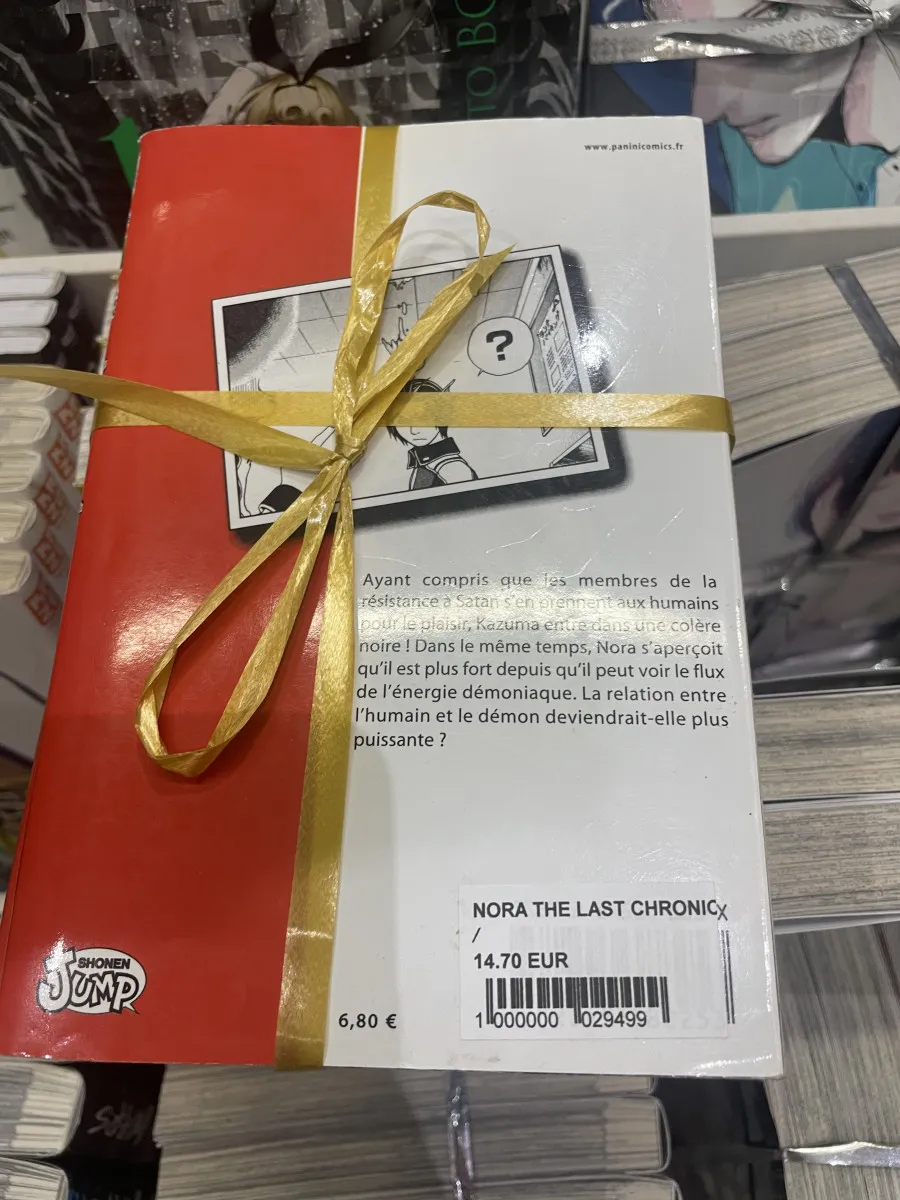 TO BO
www.paninicomics.fr
?
Ayant compris que les membres de la
résistance à Satan s'en prennent aux humains
pour le plaisir, Kazuma entre dans une colère
noire ! Dans le même temps, Nora s'aperçoit
qu'il est plus fort depuis qu'il peut voir le flux
de l'énergie démoniaque. La relation entre
l'humain et le démon deviendrait-elle plus
puissante ?
NORA THE LAST CHRONIC
/
14.70 EUR
1 000000 029499
SHONEN
JUMP
6,80 €